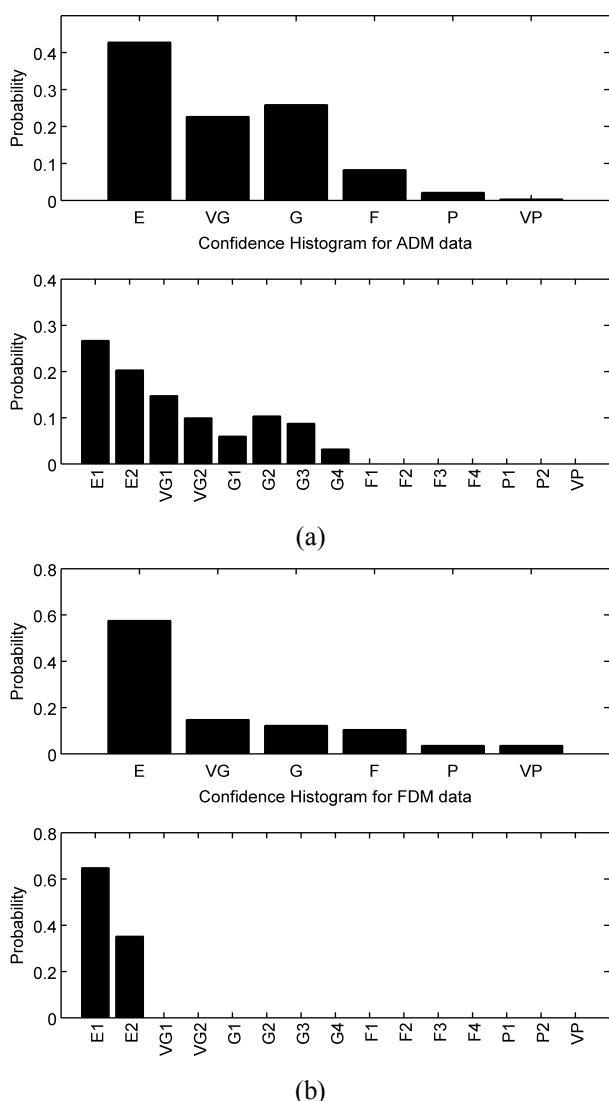 0.4
0.3
0.2
0.1
0
Probability
E VG G F P VP
Confidence Histogram for ADM data
0.4
0.3
0.2
0.1
0
Probability
E1 E2 VG1 VG2 G1 G2 G3 G4 F1 F2 F3 F4 P1 P2 VP
(a)
0.8
0.6
0.4
0.2
0
Probability
E VG G F P VP
Confidence Histogram for FDM data
0.8
0.6
0.4
0.2
0
Probability
E1 E2 VG1 VG2 G1 G2 G3 G4 F1 F2 F3 F4 P1 P2 VP
(b)